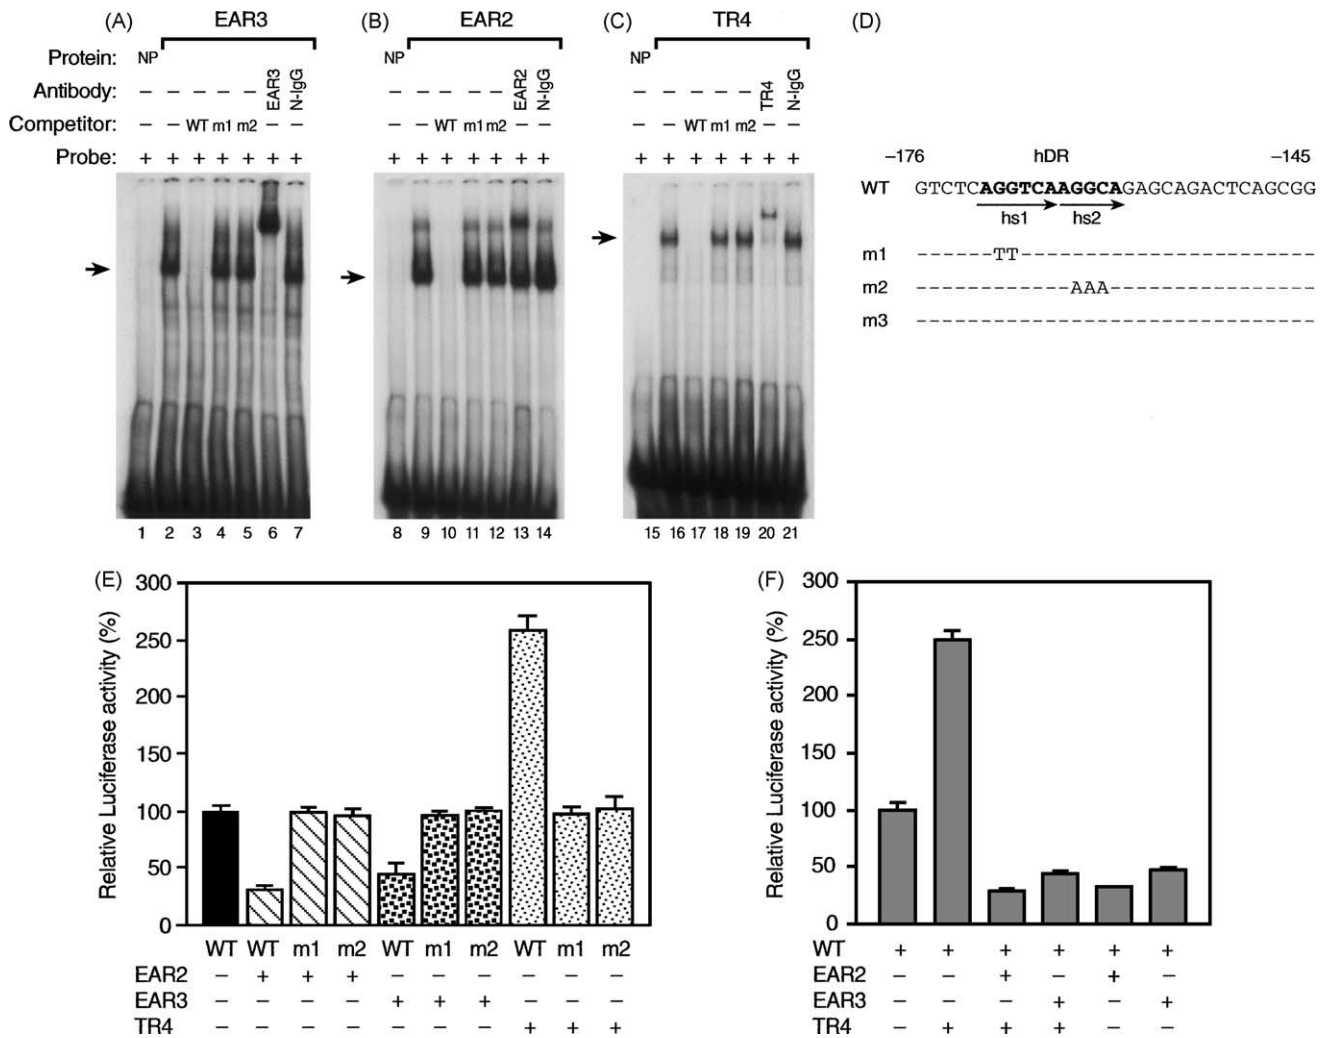 (A) EAR3 (B) EAR2 (C) TR4 (D)
Protein: NP NP NP
Antibody: – – – – – EAR3 N-IgG – – – – – EAR2 N-IgG – – – – – TR4 N-IgG
Competitor: – – WT m1 m2 – – – – WT m1 m2 – – – – WT m1 m2 – –
Probe: + + + + + + + + + + + + + + + + + + + + +
1 2 3 4 5 6 7 8 9 10 11 12 13 14 15 16 17 18 19 20 21
–176 hDR –145
WT GTCTCAGGTCAAGGCAGAGCAGACTCAGCGG
hs1 hs2
m1 ------TT------------------------
m2 ------------AAA----------------
m3 -------------------------------
(E)
Relative Luciferase activity (%)
300
250
200
150
100
50
0
WT WT m1 m2 WT m1 m2 WT m1 m2
EAR2 – + + + – – – – – –
EAR3 – – – – + + + – – –
TR4 – – – – – – – + + +
(F)
Relative Luciferase activity (%)
300
250
200
150
100
50
0
WT + + + + + +
EAR2 – – + – + –
EAR3 – – – + – +
TR4 – + + + – –